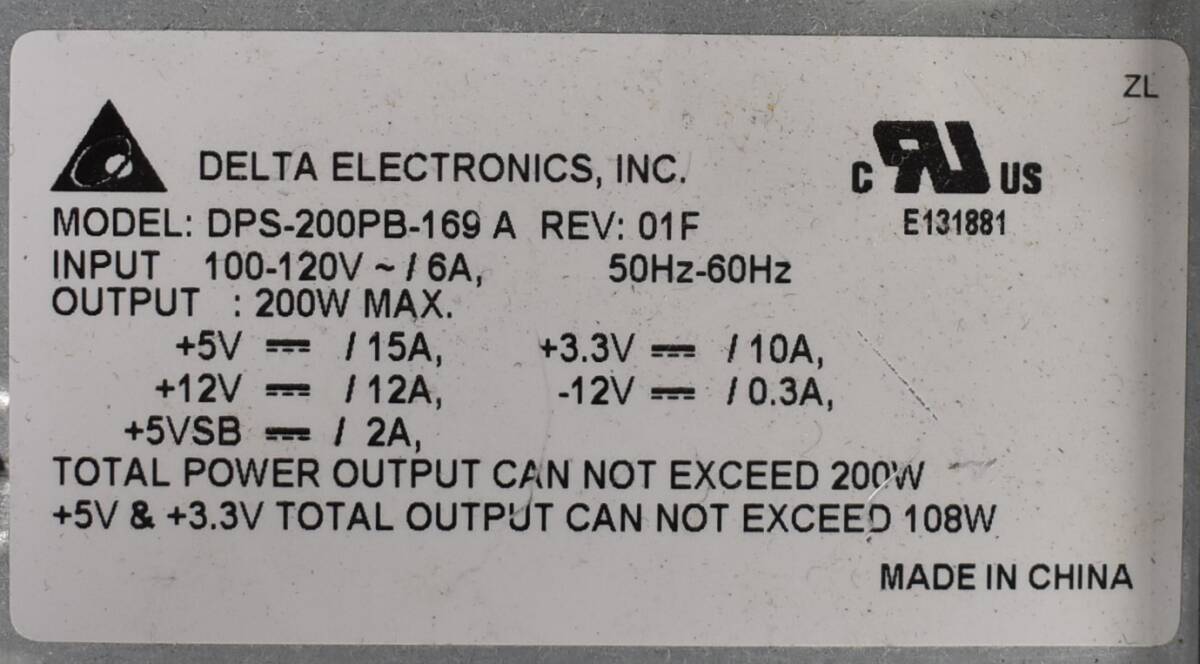 ZL
DELTA ELECTRONICS, INC.
C RU US
MODEL: DPS-200PB-169 A REV: 01F
E131881
INPUT 100-120V ~ / 6A, 50Hz-60Hz
OUTPUT : 200W MAX.
+5V ⎓ / 15A, +3.3V ⎓ / 10A,
+12V ⎓ / 12A, -12V ⎓ / 0.3A,
+5VSB ⎓ / 2A,
TOTAL POWER OUTPUT CAN NOT EXCEED 200W
+5V & +3.3V TOTAL OUTPUT CAN NOT EXCEED 108W
MADE IN CHINA